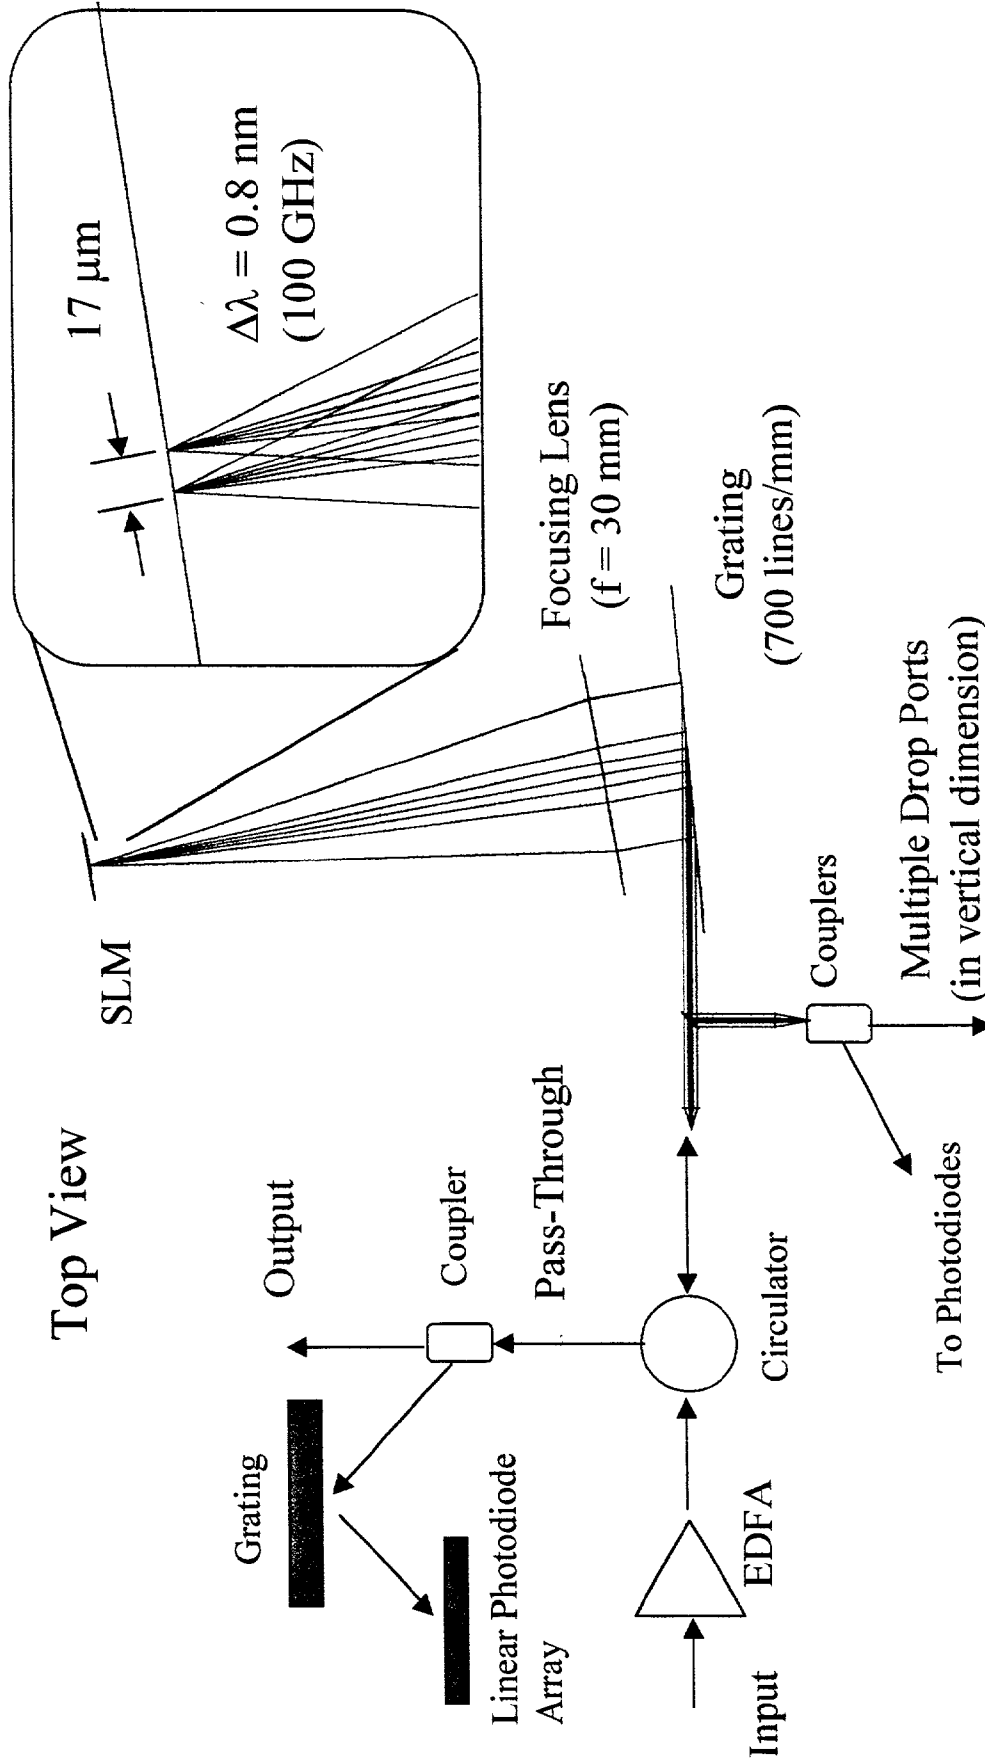 Top View
SLM
17 μm
Δλ = 0.8 nm
(100 GHz)
Output
Grating
Coupler
Linear Photodiode
Array
Pass-Through
Focusing Lens
(f = 30 mm)
Input
EDFA
Circulator
Grating
(700 lines/mm)
Couplers
To Photodiodes
Multiple Drop Ports
(in vertical dimension)